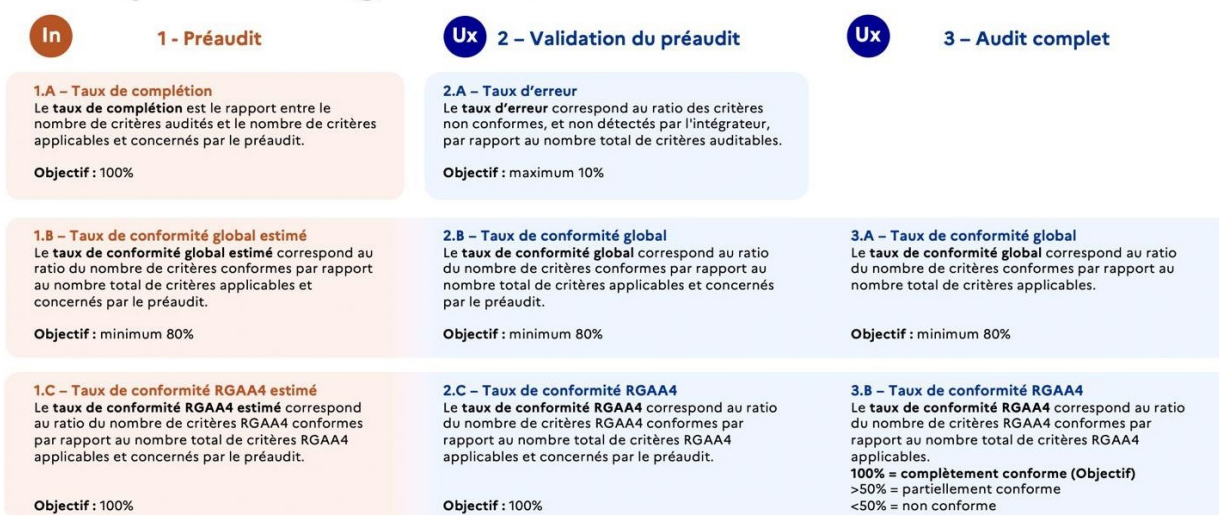 In
1 - Préaudit
Ux
2 – Validation du préaudit
Ux
3 – Audit complet
1.A – Taux de complétion
Le taux de complétion est le rapport entre le
nombre de critères audités et le nombre de critères
applicables et concernés par le préaudit.
Objectif : 100%
2.A – Taux d'erreur
Le taux d'erreur correspond au ratio des critères
non conformes, et non détectés par l'intégrateur,
par rapport au nombre total de critères auditables.
Objectif : maximum 10%
1.B – Taux de conformité global estimé
Le taux de conformité global estimé correspond au
ratio du nombre de critères conformes par rapport
au nombre total de critères applicables et
concernés par le préaudit.
Objectif : minimum 80%
2.B – Taux de conformité global
Le taux de conformité global correspond au ratio
du nombre de critères conformes par rapport au
nombre total de critères applicables et concernés
par le préaudit.
Objectif : minimum 80%
3.A – Taux de conformité global
Le taux de conformité global correspond au ratio
du nombre de critères conformes par rapport au
nombre total de critères applicables.
Objectif : minimum 80%
1.C – Taux de conformité RGAA4 estimé
Le taux de conformité RGAA4 estimé correspond
au ratio du nombre de critères RGAA4 conformes
par rapport au nombre total de critères RGAA4
applicables et concernés par le préaudit.
Objectif : 100%
2.C – Taux de conformité RGAA4
Le taux de conformité RGAA4 correspond au ratio
du nombre de critères RGAA4 conformes par
rapport au nombre total de critères RGAA4
applicables et concernés par le préaudit.
Objectif : 100%
3.B – Taux de conformité RGAA4
Le taux de conformité RGAA4 correspond au ratio
du nombre de critères RGAA4 conformes par
rapport au nombre total de critères RGAA4
applicables.
100% = complètement conforme (Objectif)
>50% = partiellement conforme
<50% = non conforme